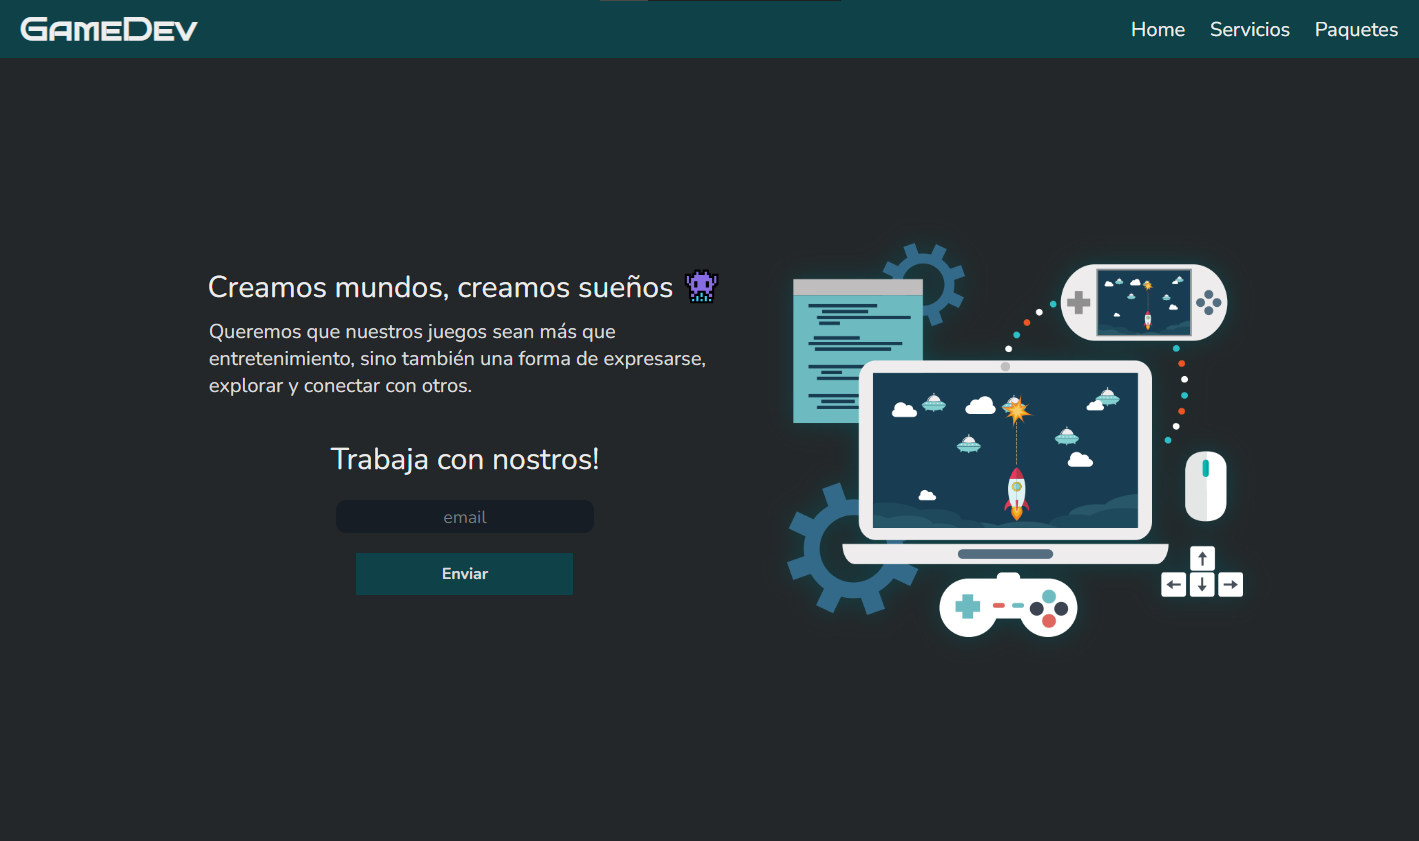 GAMEDEV
Home Servicios Paquetes
Creamos mundos, creamos sueños
Queremos que nuestros juegos sean más que
entretenimiento, sino también una forma de expresarse,
explorar y conectar con otros.
Trabaja con nostros!
email
Enviar